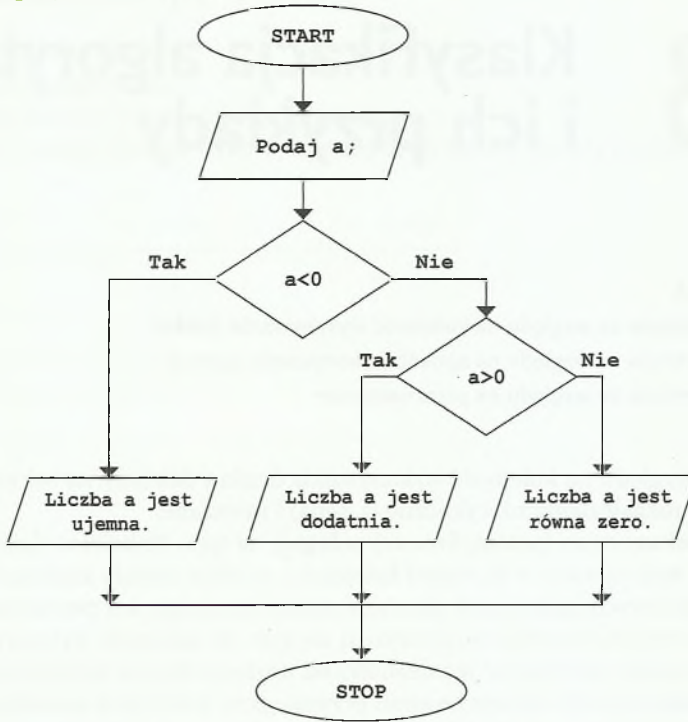 START
Podaj a;
Tak
a<0
Nie
Tak
a>0
Nie
Liczba a jest
ujemna.
Liczba a jest
dodatnia.
Liczba a jest
równa zero.
STOP